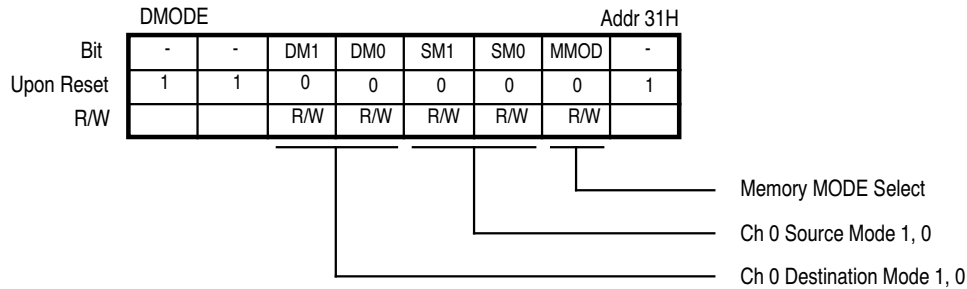 DMODE Addr 31H
Bit - - DM1 DM0 SM1 SM0 MMOD -
Upon Reset 1 1 0 0 0 0 0 1
R/W R/W R/W R/W R/W R/W
Memory MODE Select
Ch 0 Source Mode 1, 0
Ch 0 Destination Mode 1, 0